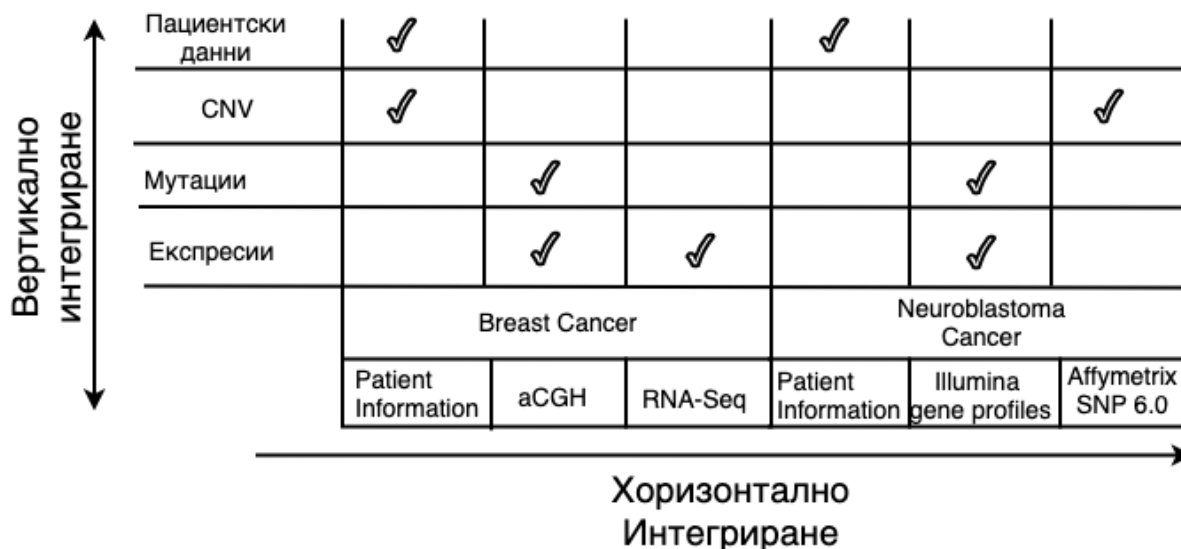 Пациентски
данни
CNV
Мутации
Експресии
Вертикално
интегриране
Breast Cancer
Neuroblastoma
Cancer
Patient
Information
aCGH
RNA-Seq
Patient
Information
Illumina
gene profiles
Affymetrix
SNP 6.0
Хоризонтално
Интегриране